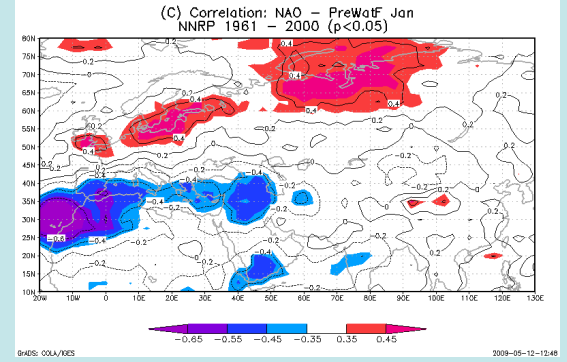 (C) Correlation: NAO – PreWatF Jan
NNRP 1961 – 2000 (p<0.05)
80N
75N
70N
65N
60N
55N
50N
45N
40N
35N
30N
25N
20N
15N
10N
20W 10W 0 10E 20E 30E 40E 50E 60E 70E 80E 90E 100E 110E 120E 130E
−0.65 −0.55 −0.45 −0.35 0.35 0.45
GrADS: COLA/IGES 2009-05-12-12:48